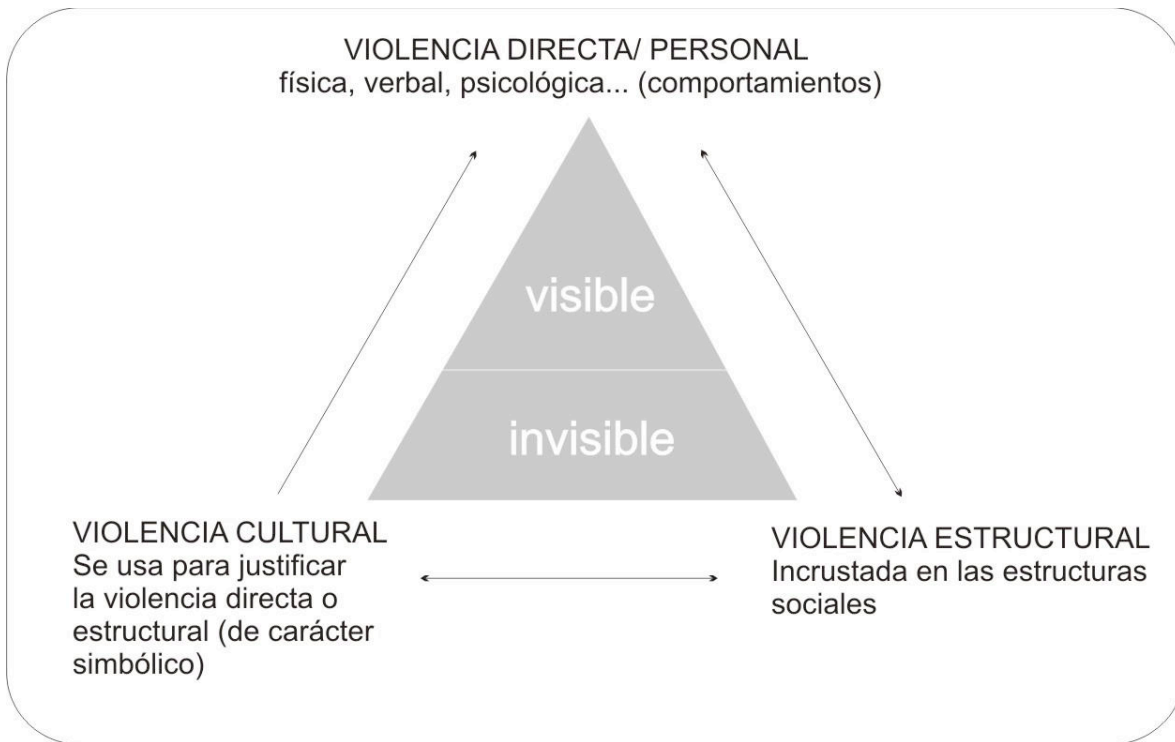 VIOLENCIA DIRECTA/ PERSONAL
física, verbal, psicológica... (comportamientos)
visible
invisible
VIOLENCIA CULTURAL
Se usa para justificar
la violencia directa o
estructural (de carácter
simbólico)
VIOLENCIA ESTRUCTURAL
Incrustada en las estructuras
sociales